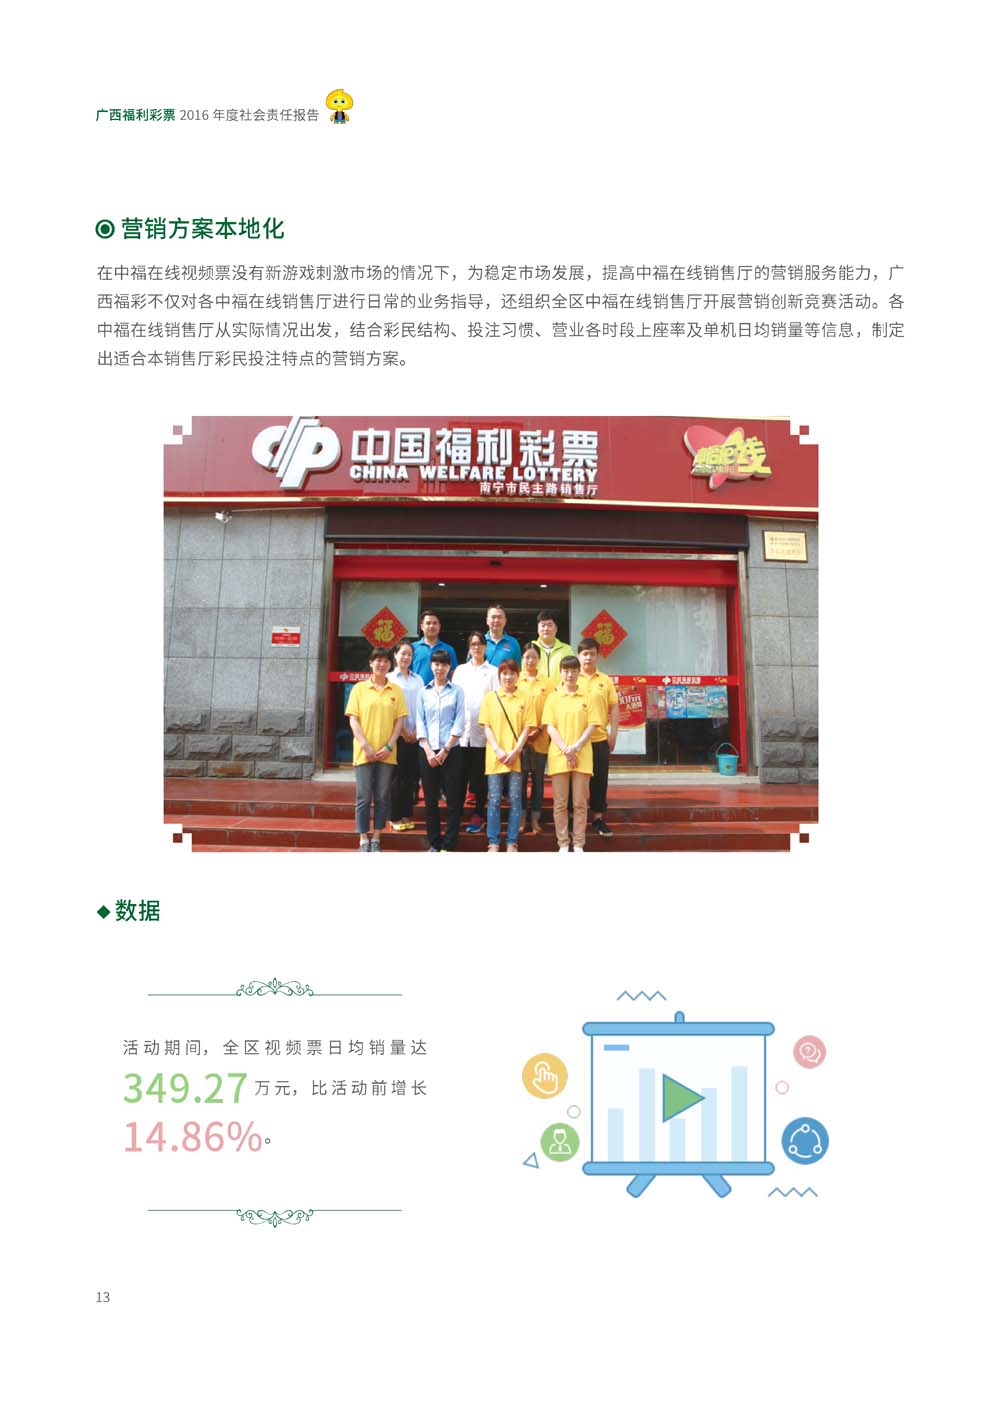 广西福利彩票 2016 年度社会责任报告
营销方案本地化
在中福在线视频票没有新游戏刺激市场的情况下，为稳定市场发展，提高中福在线销售厅的营销服务能力，广
西福彩不仅对各中福在线销售厅进行日常的业务指导，还组织全区中福在线销售厅开展营销创新竞赛活动。各
中福在线销售厅从实际情况出发，结合彩民结构、投注习惯、营业各时段上座率及单机日均销量等信息，制定
出适合本销售厅彩民投注特点的营销方案。
中国福利彩票
CHINA WELFARE LOTTERY
南宁市民主路销售厅
中福在线
福
福
数据
活动期间，全区视频票日均销量达
349.27 万元，比活动前增长
14.86%。
13